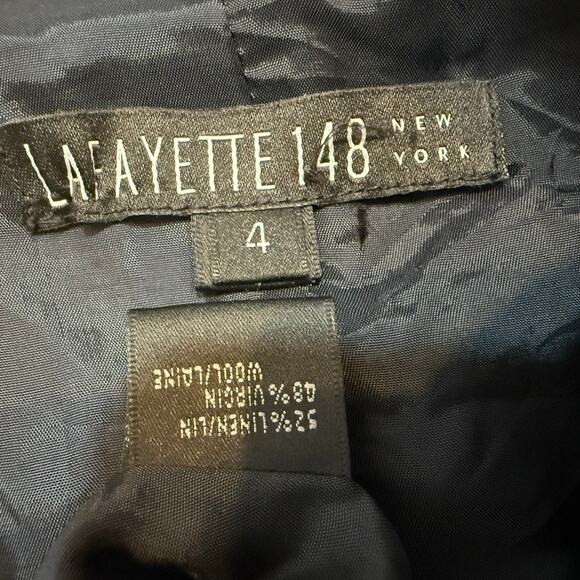 LAFAYETTE 148 NEW YORK
4
52% LINEN/LIN
48% VIRGIN
WOOL/LAINE